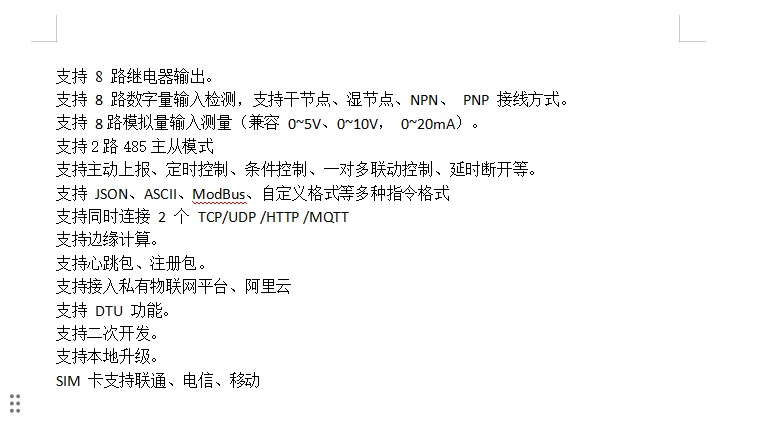 支持 8 路继电器输出。
支持 8 路数字量输入检测，支持干节点、湿节点、NPN、 PNP 接线方式。
支持 8路模拟量输入测量（兼容 0~5V、0~10V， 0~20mA）。
支持2路485主从模式
支持主动上报、定时控制、条件控制、一对多联动控制、延时断开等。
支持 JSON、ASCII、ModBus、自定义格式等多种指令格式
支持同时连接 2 个 TCP/UDP /HTTP /MQTT
支持边缘计算。
支持心跳包、注册包。
支持接入私有物联网平台、阿里云
支持 DTU 功能。
支持二次开发。
支持本地升级。
SIM 卡支持联通、电信、移动